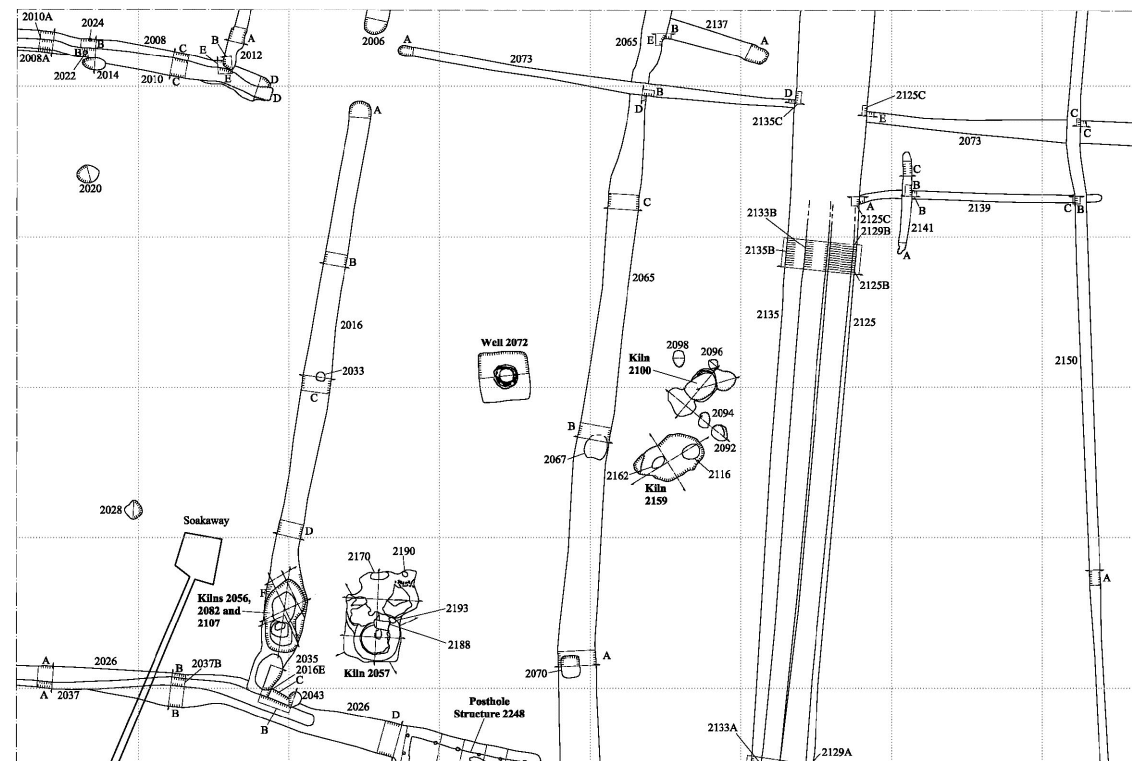 2010A
2024
2008
B
A
2012
2006
A
2065
E
B
2137
A
2008A
B
B
C
E
2022
2014
2010
C
E
D
D
2073
D
B
D
2135C
2125C
E
2073
C
C
A
2020
C
B
B
A
2125C
2139
C
B
2141
A
C
2133B
2129B
2135B
2125B
B
2065
2016
2135
2125
2150
Well 2072
2098
2096
Kiln
2100
2033
C
2094
2092
B
2067
2162
2116
Kiln
2159
2028
Soakaway
D
2170
2190
A
F
Kilns 2056,
2082 and
2107
2193
2188
2035
2016E
C
2043
Kiln 2057
A
2026
B
2037B
A
2037
B
B
2026
D
2070
A
Posthole
Structure 2248
2133A
2129A